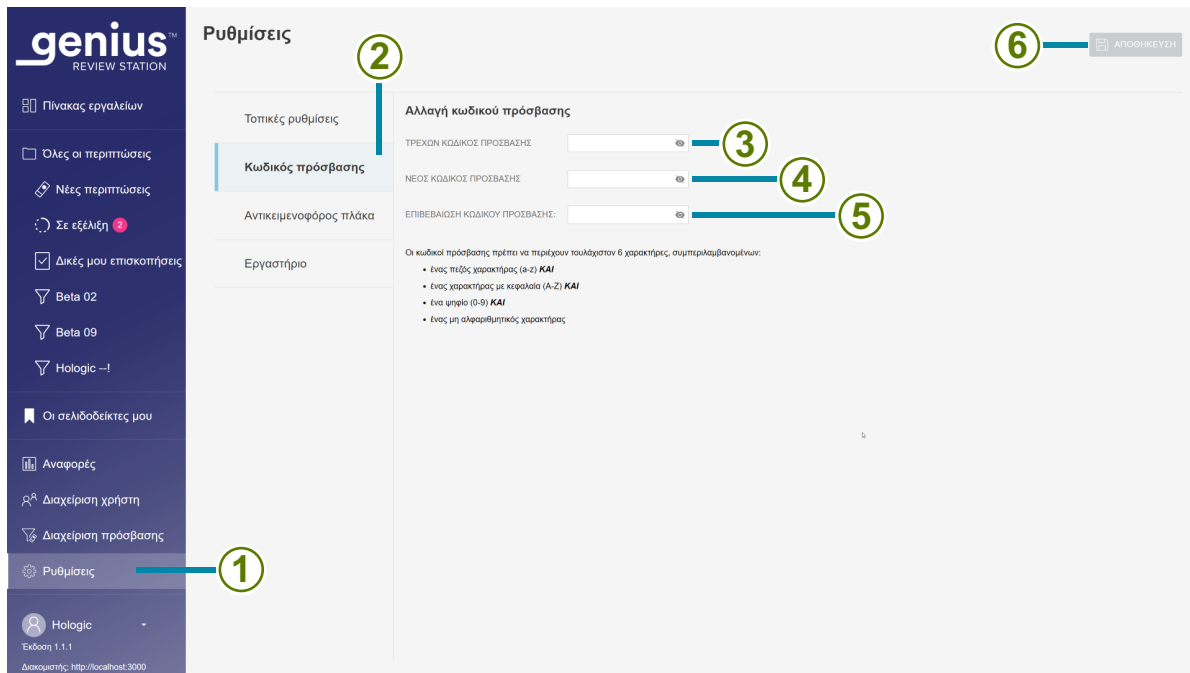 genius™
REVIEW STATION
Πίνακας εργαλείων
Όλες οι περιπτώσεις
Νέες περιπτώσεις
Σε εξέλιξη 2
Δικές μου επισκοπήσεις
Beta 02
Beta 09
Hologic --!
Οι σελιδοδείκτες μου
Αναφορές
Διαχείριση χρήστη
Διαχείριση πρόσβασης
Ρυθμίσεις
1
Hologic
Έκδοση 1.1.1
Διακομιστής: http://localhost:3000
Ρυθμίσεις
2
6
ΑΠΟΘΗΚΕΥΣΗ
Τοπικές ρυθμίσεις
Κωδικός πρόσβασης
Αντικειμενοφόρος πλάκα
Εργαστήριο
Αλλαγή κωδικού πρόσβασης
ΤΡΕΧΩΝ ΚΩΔΙΚΟΣ ΠΡΟΣΒΑΣΗΣ
3
ΝΕΟΣ ΚΩΔΙΚΟΣ ΠΡΟΣΒΑΣΗΣ
4
ΕΠΙΒΕΒΑΙΩΣΗ ΚΩΔΙΚΟΥ ΠΡΟΣΒΑΣΗΣ:
5
Οι κωδικοί πρόσβασης πρέπει να περιέχουν τουλάχιστον 6 χαρακτήρες, συμπεριλαμβανομένων:
• ένας πεζός χαρακτήρας (a-z) ΚΑΙ
• ένας χαρακτήρας με κεφαλαία (A-Z) ΚΑΙ
• ένα ψηφίο (0-9) ΚΑΙ
• ένας μη αλφαριθμητικός χαρακτήρας